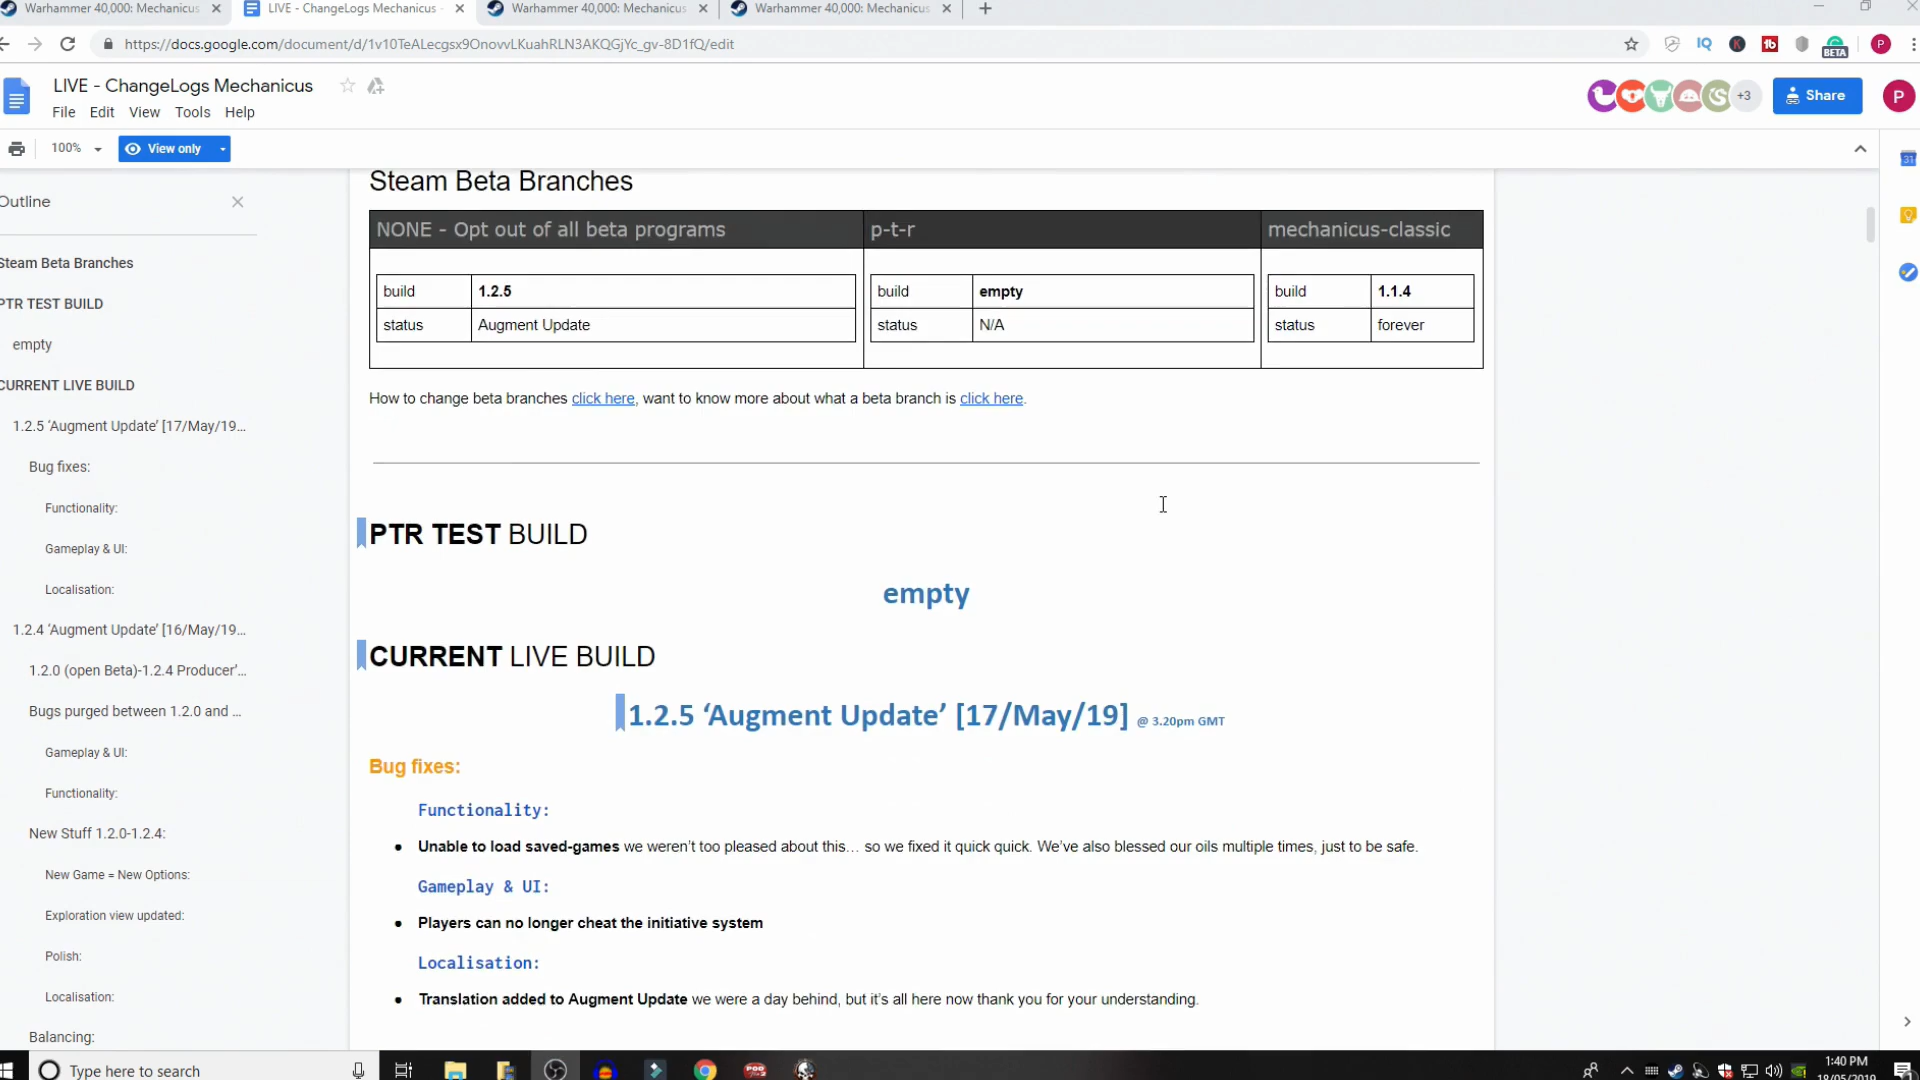 Warhammer 40,000: Mechanicus
LIVE - ChangeLogs Mechanicus -
Warhammer 40,000: Mechanicus
Warhammer 40,000: Mechanicus
https://docs.google.com/document/d/1v10TeALecgsx9OnovvLKuahRLN3AKQGjYc_gv-8D1fQ/edit
IQ
BETA
P
LIVE - ChangeLogs Mechanicus
File Edit View Tools Help
+3
Share
P
100%
View only
31
Outline
Steam Beta Branches
PTR TEST BUILD
empty
CURRENT LIVE BUILD
1.2.5 ‘Augment Update’ [17/May/19...
Bug fixes:
Functionality:
Gameplay & UI:
Localisation:
1.2.4 ‘Augment Update’ [16/May/19...
1.2.0 (open Beta)-1.2.4 Producer’...
Bugs purged between 1.2.0 and ...
Gameplay & UI:
Functionality:
New Stuff 1.2.0-1.2.4:
New Game = New Options:
Exploration view updated:
Polish:
Localisation:
Balancing:
Steam Beta Branches
NONE - Opt out of all beta programs p-t-r mechanicus-classic
build 1.2.5 build empty build 1.1.4
status Augment Update status N/A status forever
How to change beta branches click here, want to know more about what a beta branch is click here.
PTR TEST BUILD
empty
CURRENT LIVE BUILD
1.2.5 ‘Augment Update’ [17/May/19] @ 3.20pm GMT
Bug fixes:
Functionality:
• Unable to load saved-games we weren’t too pleased about this… so we fixed it quick quick. We’ve also blessed our oils multiple times, just to be safe.
Gameplay & UI:
• Players can no longer cheat the initiative system
Localisation:
• Translation added to Augment Update we were a day behind, but it’s all here now thank you for your understanding.
Type here to search
1:40 PM
18/05/2019